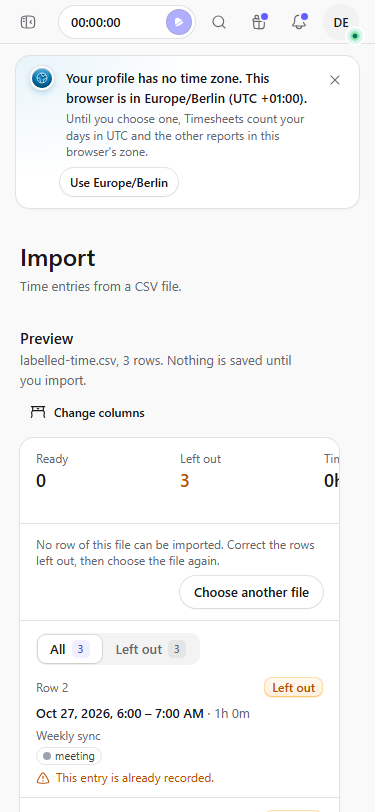 00:00:00
DE
Your profile has no time zone. This
browser is in Europe/Berlin (UTC +01:00).
Until you choose one, Timesheets count your
days in UTC and the other reports in this
browser's zone.
Use Europe/Berlin
Import
Time entries from a CSV file.
Preview
labelled-time.csv, 3 rows. Nothing is saved until
you import.
Change columns
Ready Left out
0 3
No row of this file can be imported. Correct the rows
left out, then choose the file again.
Choose another file
All 3 Left out 3
Row 2 Left out
Oct 27, 2026, 6:00 – 7:00 AM · 1h 0m
Weekly sync
meeting
This entry is already recorded.